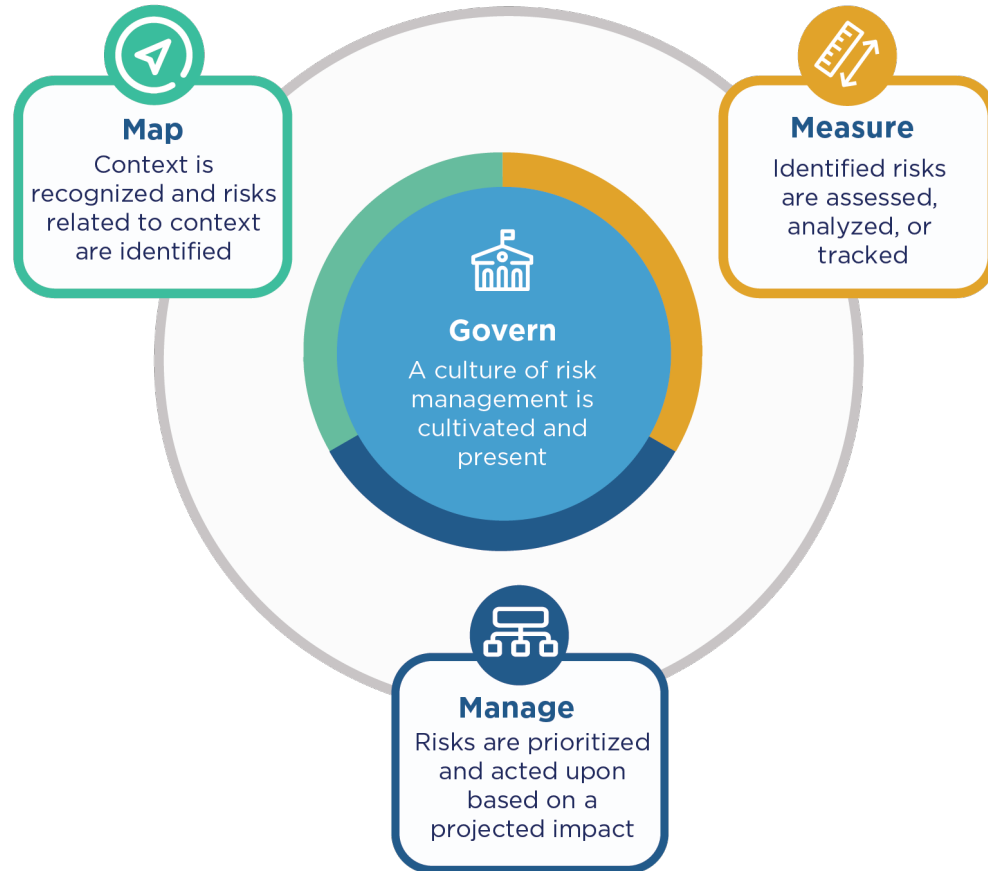 Map
Context is
recognized and risks
related to context
are identified
Measure
Identified risks
are assessed,
analyzed, or
tracked
Govern
A culture of risk
management is
cultivated and
present
Manage
Risks are prioritized
and acted upon
based on a
projected impact